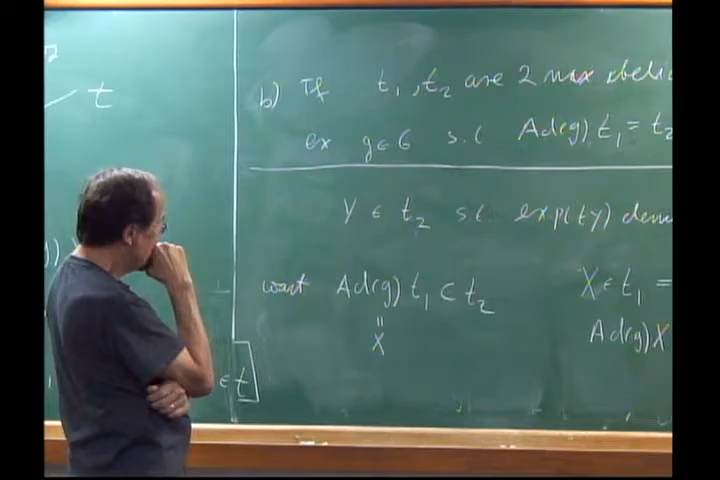 t
b) If t₁, t₂ are 2 max abelia
ex g ∈ G s.t Ad(g) t₁ = t₂
Y ∈ t₂ s.t. exp(tY) dens
want Ad(g) t₁ ⊂ t₂
X ∈ t₁ =
Ad(g)X
"
X
∈ t